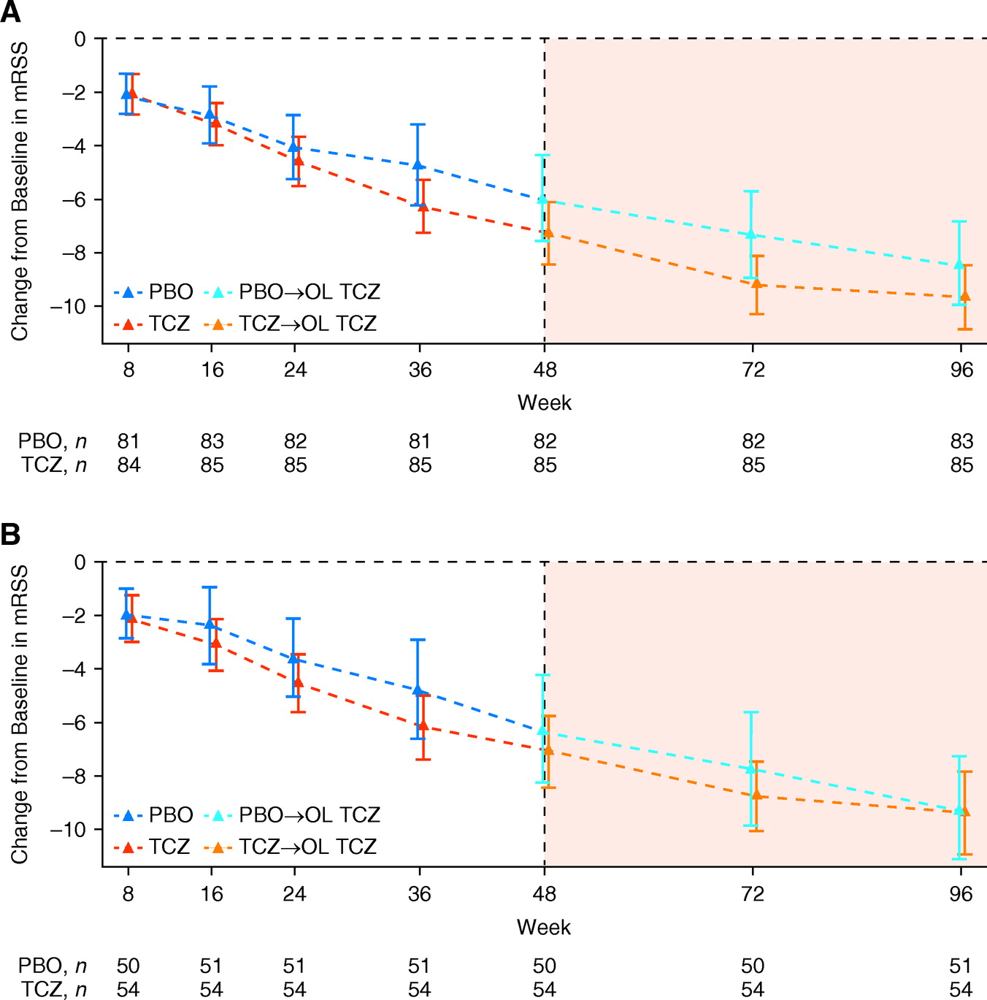 A
Change from Baseline in mRSS
0
−2
−4
−6
−8
−10
PBO PBO→OL TCZ
TCZ TCZ→OL TCZ
8 16 24 36 48 72 96
Week
PBO, n 81 83 82 81 82 82 83
TCZ, n 84 85 85 85 85 85 85
B
Change from Baseline in mRSS
0
−2
−4
−6
−8
−10
PBO PBO→OL TCZ
TCZ TCZ→OL TCZ
8 16 24 36 48 72 96
Week
PBO, n 50 51 51 51 50 50 51
TCZ, n 54 54 54 54 54 54 54